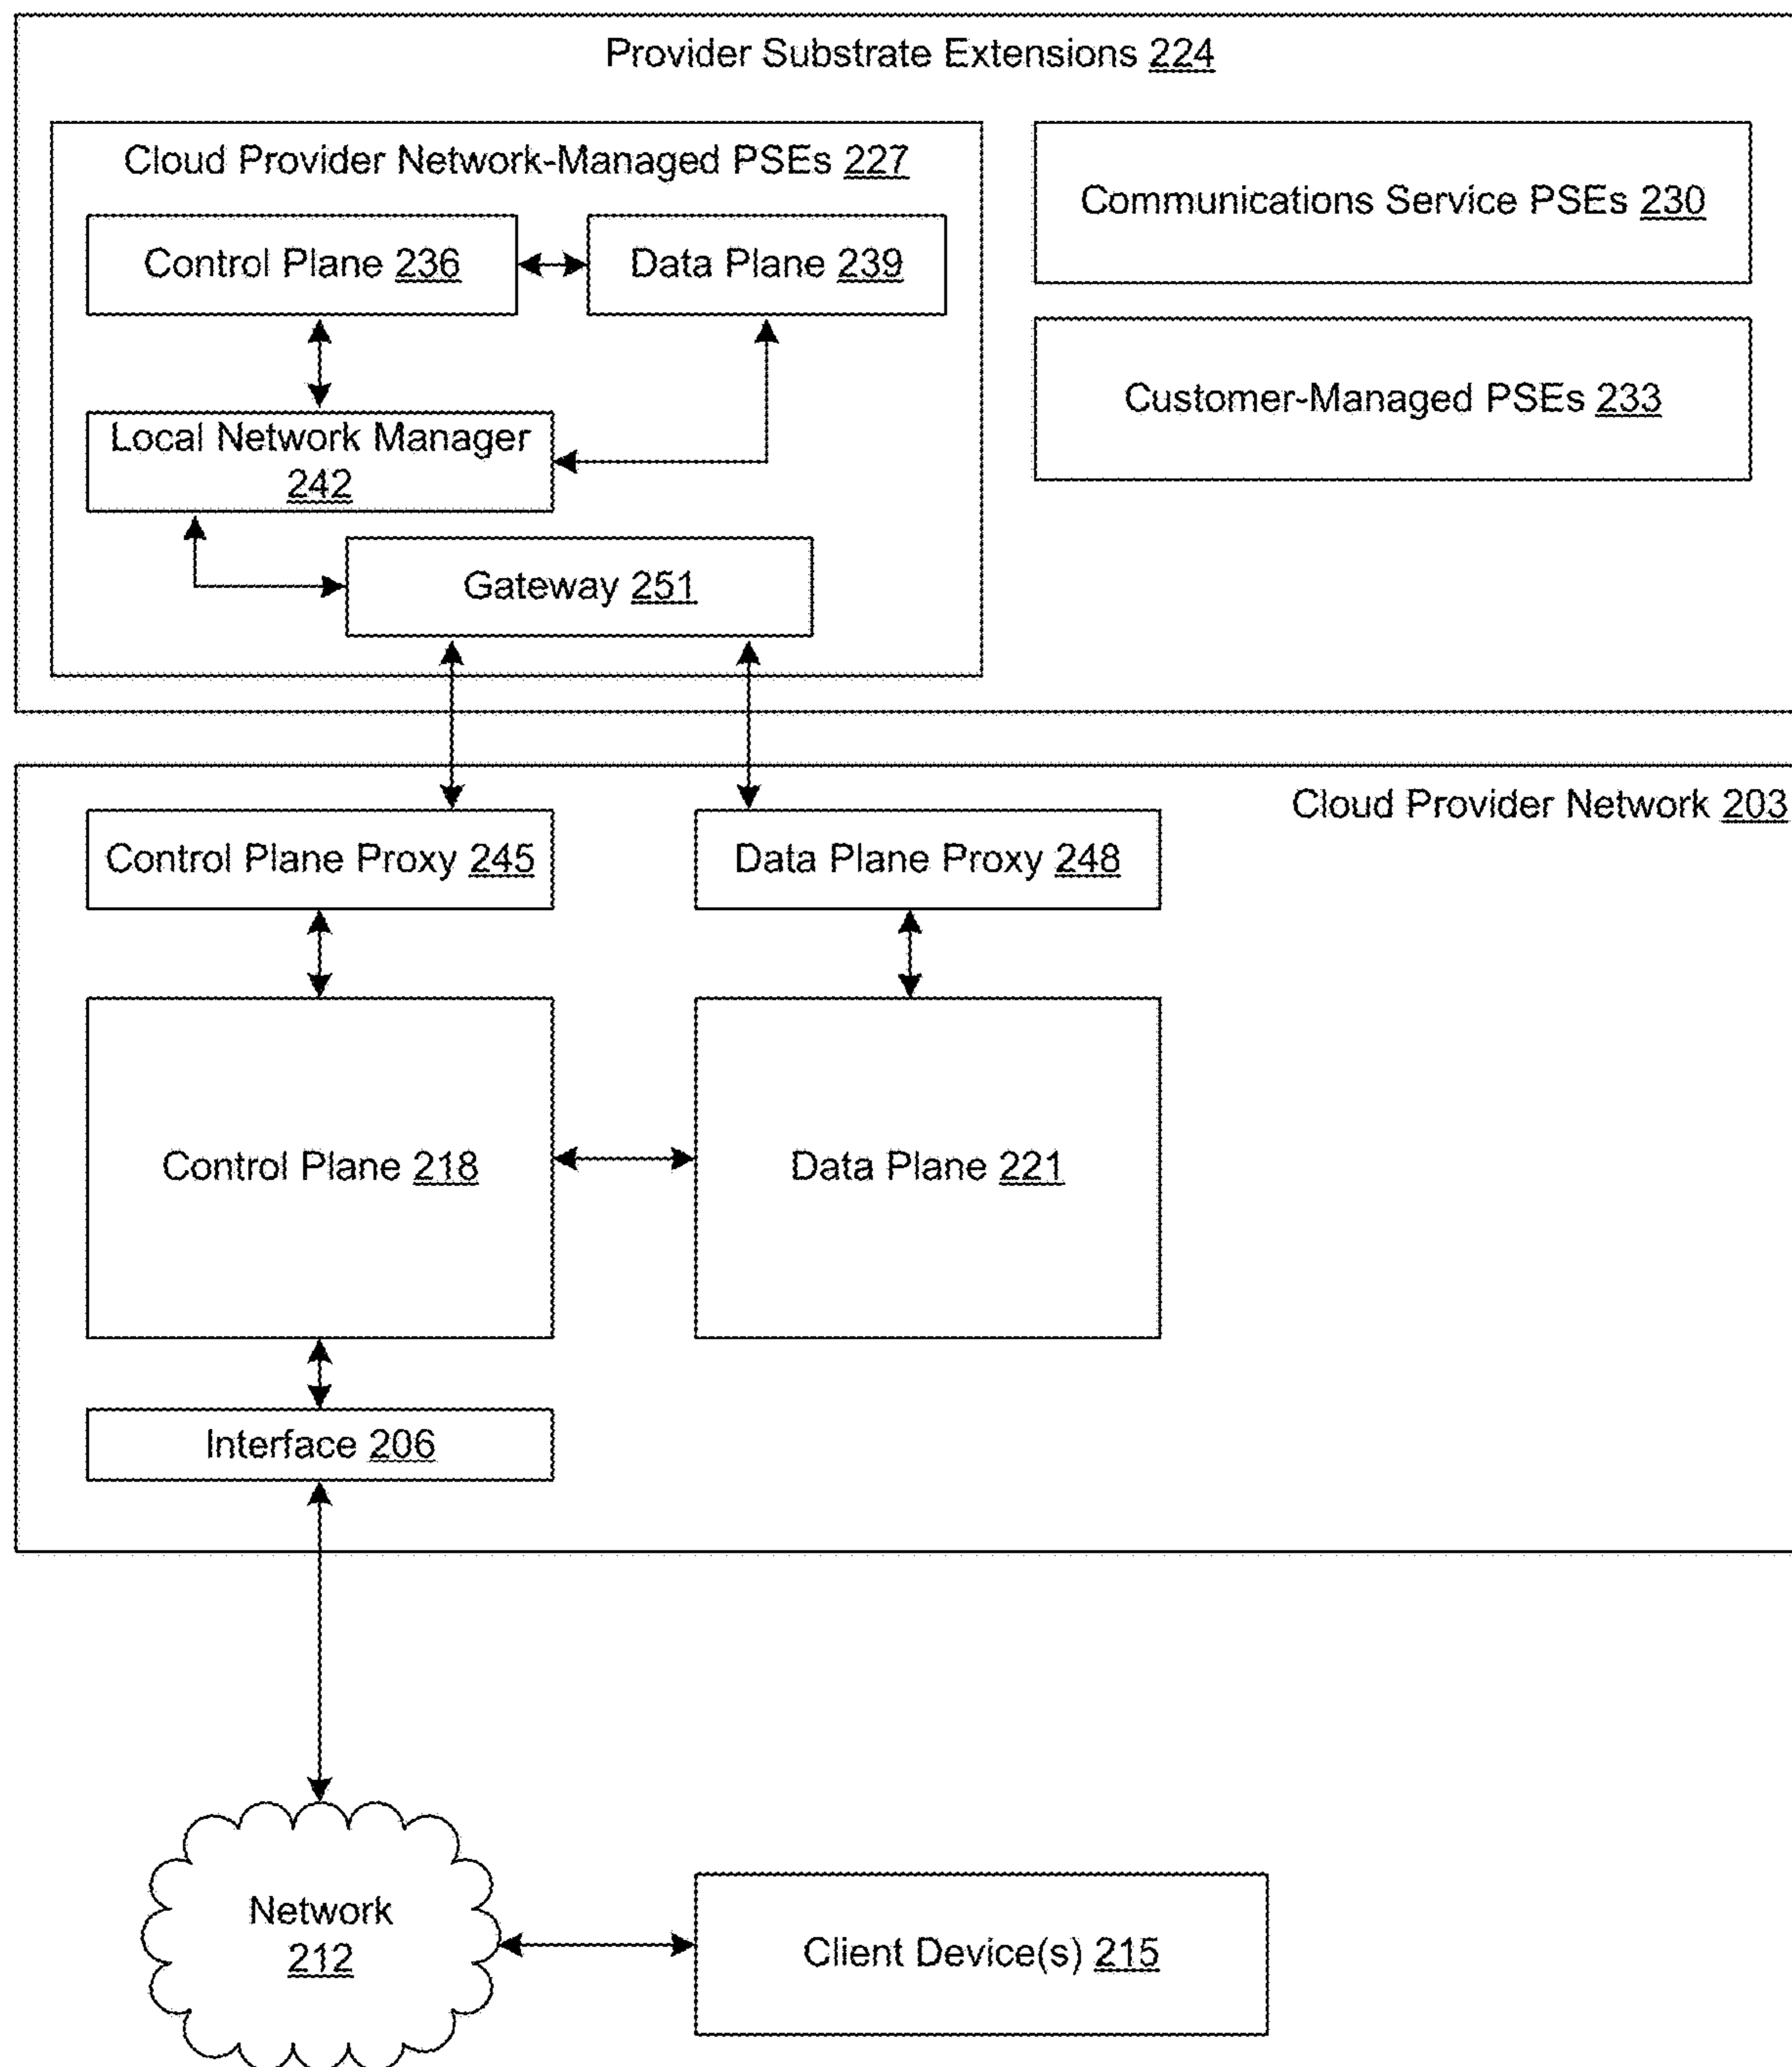 Provider Substrate Extensions 224
Cloud Provider Network-Managed PSEs 227
Communications Service PSEs 230
Control Plane 236
Data Plane 239
Customer-Managed PSEs 233
Local Network Manager
242
Gateway 251
Cloud Provider Network 203
Control Plane Proxy 245
Data Plane Proxy 248
Control Plane 218
Data Plane 221
Interface 206
Network
212
Client Device(s) 215